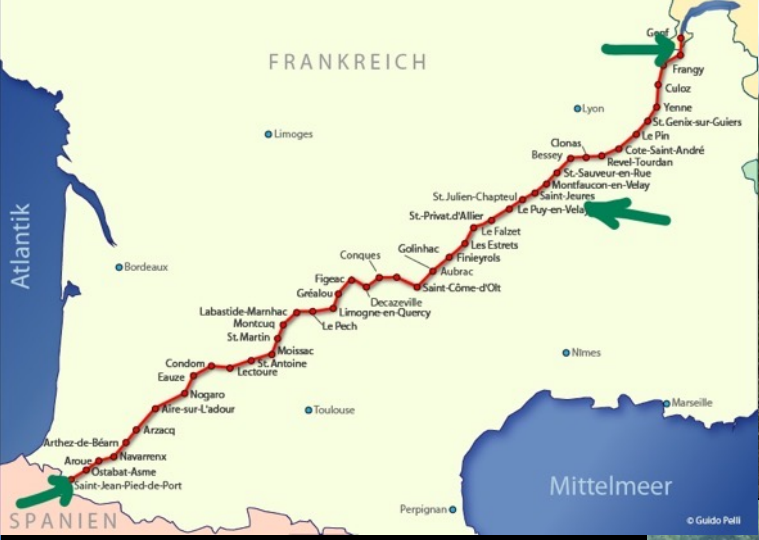 Genf
FRANKREICH
Frangy
Culoz
Lyon
Yenne
St.Genix-sur-Guiers
Limoges
Le Pin
Clonas
Cote-Saint-André
Bessey
Revel-Tourdan
St.-Sauveur-en-Rue
Montfaucon-en-Velay
St.Julien-Chapteul
Saint-Jeures
Le Puy-en-Velay
St.-Privat.d'Allier
Le Falzet
Les Estrets
Golinhac
Conques
Finieyrols
Atlantik
Bordeaux
Aubrac
Figeac
Saint-Côme-d'Olt
Gréalou
Decazeville
Labastide-Marnhac
Limogne-en-Quercy
Montcuq
Le Pech
St. Martin
Moissac
Nîmes
Condom
St. Antoine
Lectoure
Eauze
Nogaro
Marseille
Aire-sur-L'adour
Toulouse
Arzacq
Arthez-de-Béarn
Navarrenx
Aroue
Ostabat-Asme
Saint-Jean-Pied-de-Port
Mittelmeer
Perpignan
SPANIEN
© Guido Pelli